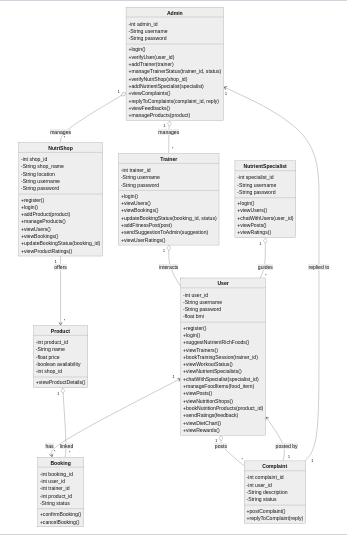 Admin
-int admin_id
-String username
-String password
+login()
+verifyUser(user_id)
+addTrainer(trainer)
+manageTrainerStatus(trainer_id, status)
+verifyNutriShop(shop_id)
+addNutrientSpecialist(specialist)
+viewComplaints()
+replyToComplaints(complaint_id, reply)
+viewFeedbacks()
+manageProducts(product)
1
1
1
manages
manages
*
*
NutriShop
-int shop_id
-String shop_name
-String location
-String username
-String password
+register()
+login()
+addProduct(product)
+manageProducts()
+viewUsers()
+viewBookings()
+updateBookingStatus(booking_id)
+viewProductRatings()
Trainer
-int trainer_id
-String username
-String password
+login()
+viewUsers()
+viewBookings()
+updateBookingStatus(booking_id, status)
+addFitnessPost(post)
+sendSuggestionToAdmin(suggestion)
+viewUserRatings()
NutrientSpecialist
-int specialist_id
-String username
-String password
+login()
+viewUsers()
+chatWithUsers(user_id)
+viewPosts()
+viewRatings()
1
1
1
offers
interacts
guides
replied to
User
-int user_id
-String username
-String password
-float bmi
+register()
+login()
+suggestNutrientRichFoods()
+viewTrainers()
+bookTrainingSession(trainer_id)
+viewWorkoutStatus()
+viewNutrientSpecialists()
+chatWithSpecialist(specialist_id)
+manageFoodItems(food_item)
+viewPosts()
+viewNutritionShops()
+bookNutritionProducts(product_id)
+sendRatings(feedback)
+viewDietChart()
+viewRewards()
Product
-int product_id
-String name
-float price
-boolean availability
-int shop_id
+viewProductDetails()
1
1
1
has
linked
posts
posted by
Booking
-int booking_id
-int user_id
-int trainer_id
-int product_id
-String status
+confirmBooking()
+cancelBooking()
Complaint
-int complaint_id
-int user_id
-String description
-String status
+postComplaint()
+replyToComplaint(reply)